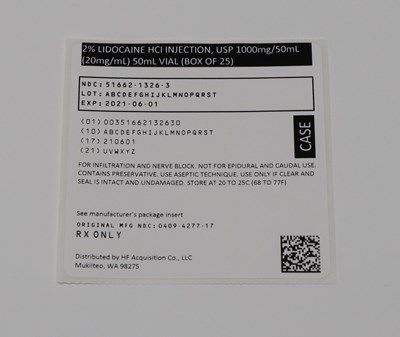 2% LIDOCAINE HCI INJECTION, USP 1000mg/50mL
(20mg/mL) 50mL VIAL (BOX OF 25)
NDC: 51662-1326-3
LOT: ABCDEFGHIJKLMNOPQRST
EXP: 2021-06-01
(01) 00351662132630
(10) ABCDEFGHIJKLMNOPQRST
(17) 210601
(21) UVWXYZ
CASE
FOR INFILTRATION AND NERVE BLOCK. NOT FOR EPIDURAL AND CAUDAL USE.
CONTAINS PRESERVATIVE. USE ASEPTIC TECHNIQUE. USE ONLY IF CLEAR AND
SEAL IS INTACT AND UNDAMAGED. STORE AT 20 TO 25C (68 TO 77F)
See manufacturer's package insert
ORIGINAL MFG NDC: 0409-4277-17
RX ONLY
Distributed by HF Acquisition Co., LLC
Mukilteo, WA 98275